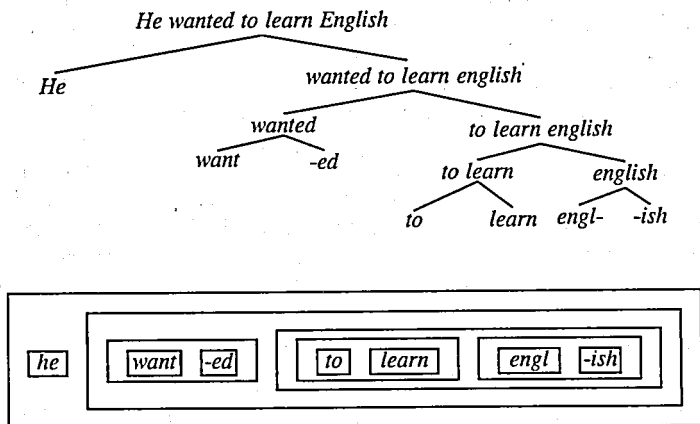 He wanted to learn English
He wanted to learn english
wanted to learn english
want -ed to learn english
to learn engl- -ish
he want -ed to learn engl -ish